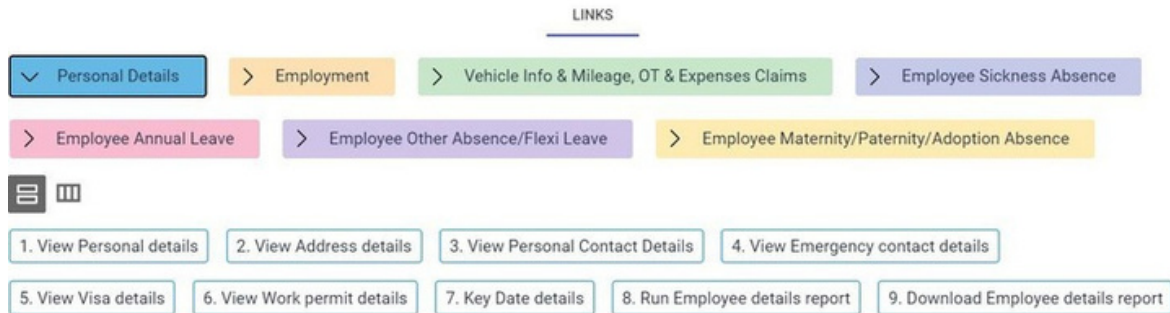 LINKS
Personal Details Employment Vehicle Info & Mileage, OT & Expenses Claims Employee Sickness Absence
Employee Annual Leave Employee Other Absence/Flexi Leave Employee Maternity/Paternity/Adoption Absence
1. View Personal details 2. View Address details 3. View Personal Contact Details 4. View Emergency contact details
5. View Visa details 6. View Work permit details 7. Key Date details 8. Run Employee details report 9. Download Employee details report